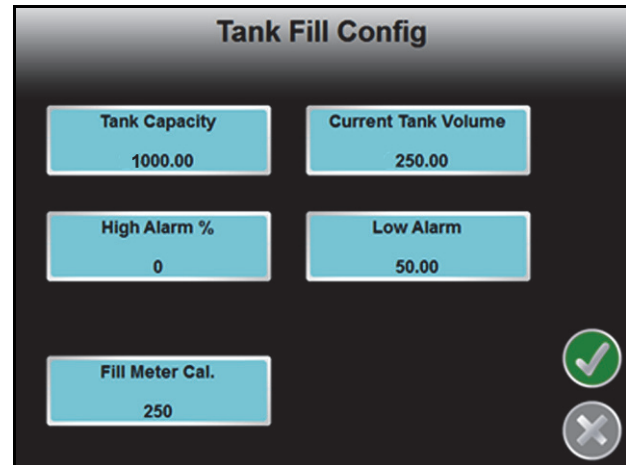 Tank Fill Config
Tank Capacity
1000.00
Current Tank Volume
250.00
High Alarm %
0
Low Alarm
50.00
Fill Meter Cal.
250